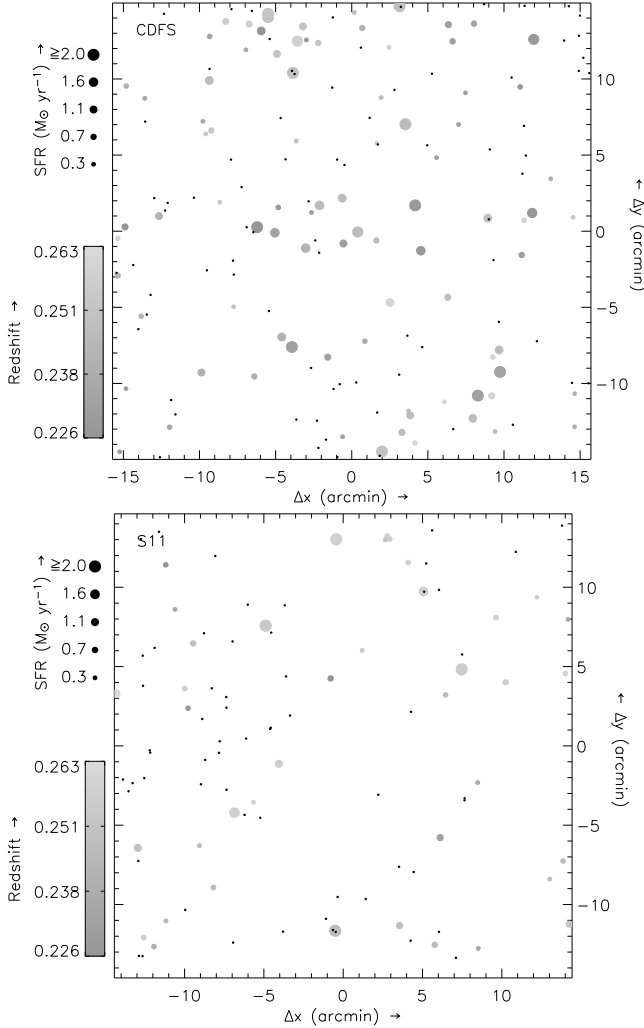 CDFS
SFR (M⊙ yr⁻¹) →
≧2.0
1.6
1.1
0.7
0.3
0.263
0.251
0.238
0.226
Redshift →
10
5
0
−5
−10
← Δy (arcmin)
−15 −10 −5 0 5 10 15
Δx (arcmin) →
S11
SFR (M⊙ yr⁻¹) →
≧2.0
1.6
1.1
0.7
0.3
0.263
0.251
0.238
0.226
Redshift →
10
5
0
−5
−10
← Δy (arcmin)
−10 −5 0 5 10
Δx (arcmin) →